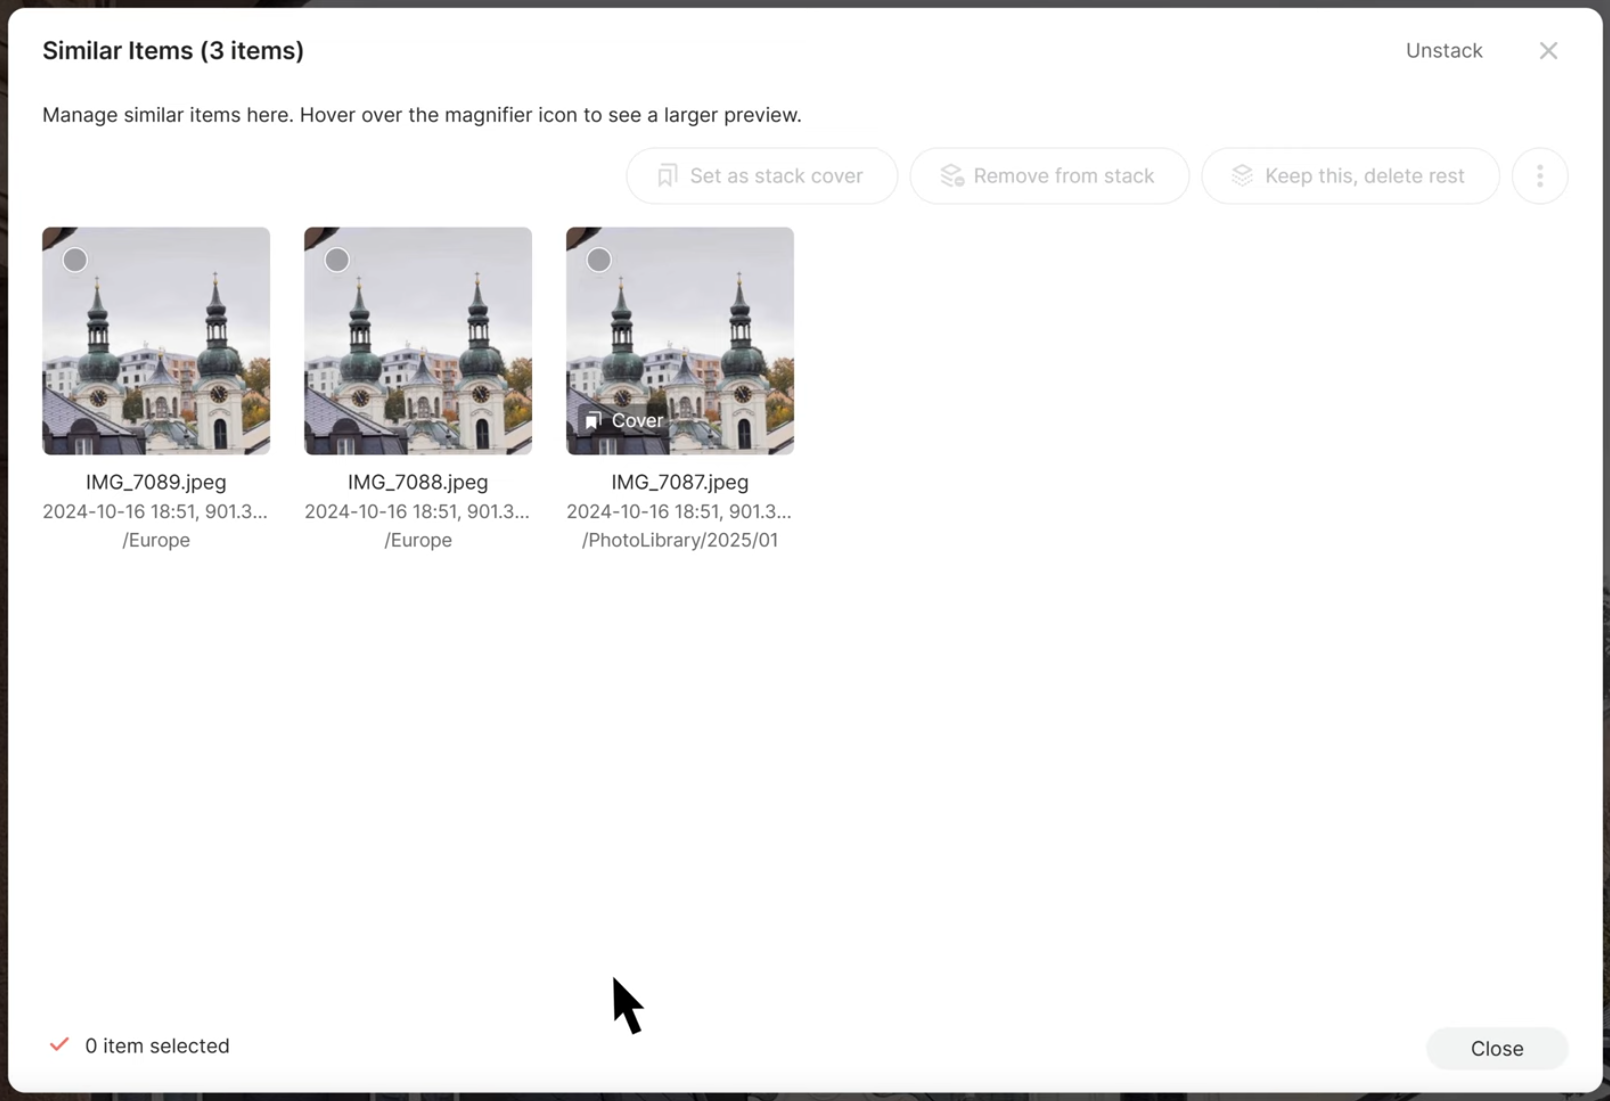 Similar Items (3 items)
Unstack
Manage similar items here. Hover over the magnifier icon to see a larger preview.
Set as stack cover
Remove from stack
Keep this, delete rest
Cover
IMG_7089.jpeg
IMG_7088.jpeg
IMG_7087.jpeg
2024-10-16 18:51, 901.3...
2024-10-16 18:51, 901.3...
2024-10-16 18:51, 901.3...
/Europe
/Europe
/PhotoLibrary/2025/01
0 item selected
Close